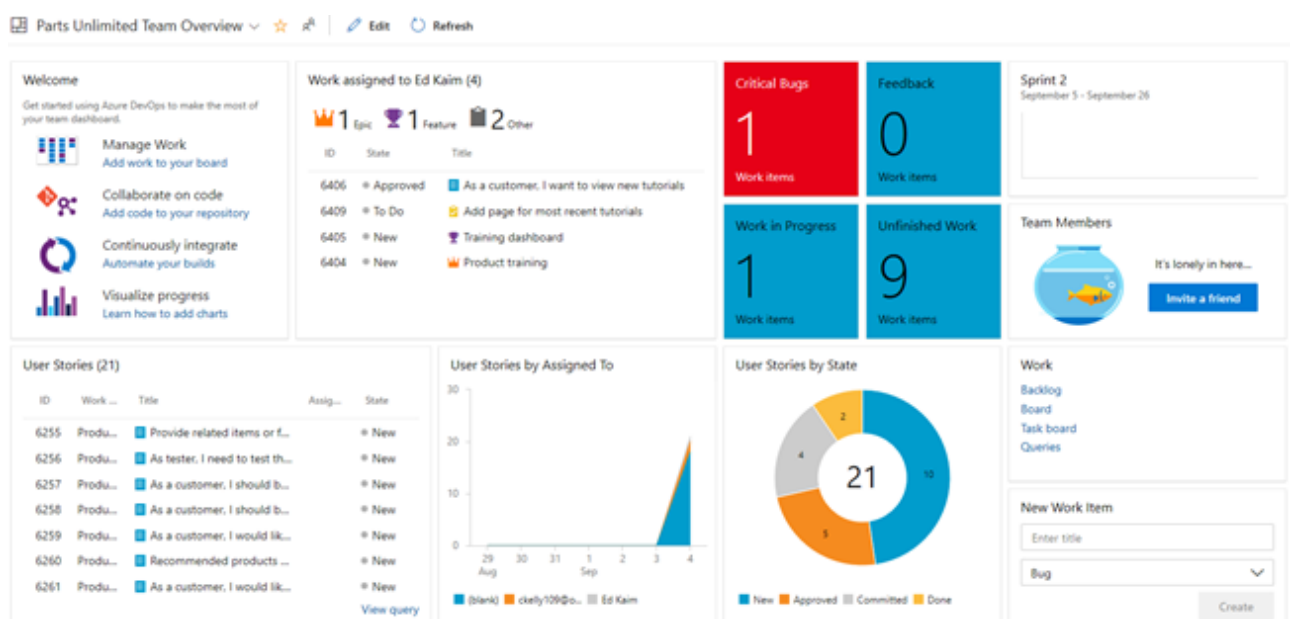 Parts Unlimited Team Overview
Edit
Refresh
Welcome
Get started using Azure DevOps to make the most of
your team dashboard.
Manage Work
Add work to your board
Collaborate on code
Add code to your repository
Continuously integrate
Automate your builds
Visualize progress
Learn how to add charts
Work assigned to Ed Kaim (4)
1 Epic 1 Feature 2 Other
ID State Title
6406 Approved As a customer, I want to view new tutorials
6409 To Do Add page for most recent tutorials
6405 New Training dashboard
6404 New Product training
Critical Bugs
1
Work items
Feedback
0
Work items
Work in Progress
1
Work items
Unfinished Work
9
Work items
Sprint 2
September 5 - September 26
Team Members
It's lonely in here...
Invite a friend
User Stories (21)
ID Work ... Title Assig... State
6255 Produ... Provide related items or f... New
6256 Produ... As tester, I need to test th... New
6257 Produ... As a customer, I should b... New
6258 Produ... As a customer, I should b... New
6259 Produ... As a customer, I would lik... New
6260 Produ... Recommended products ... New
6261 Produ... As a customer, I would lik... New
View query
User Stories by Assigned To
30
20
10
0
29 30 31 1 2 3 4
Aug Sep
(blank) ckelly109@o... Ed Kaim
User Stories by State
2
4
10
21
5
New Approved Committed Done
Work
Backlog
Board
Task board
Queries
New Work Item
Enter title
Bug
Create